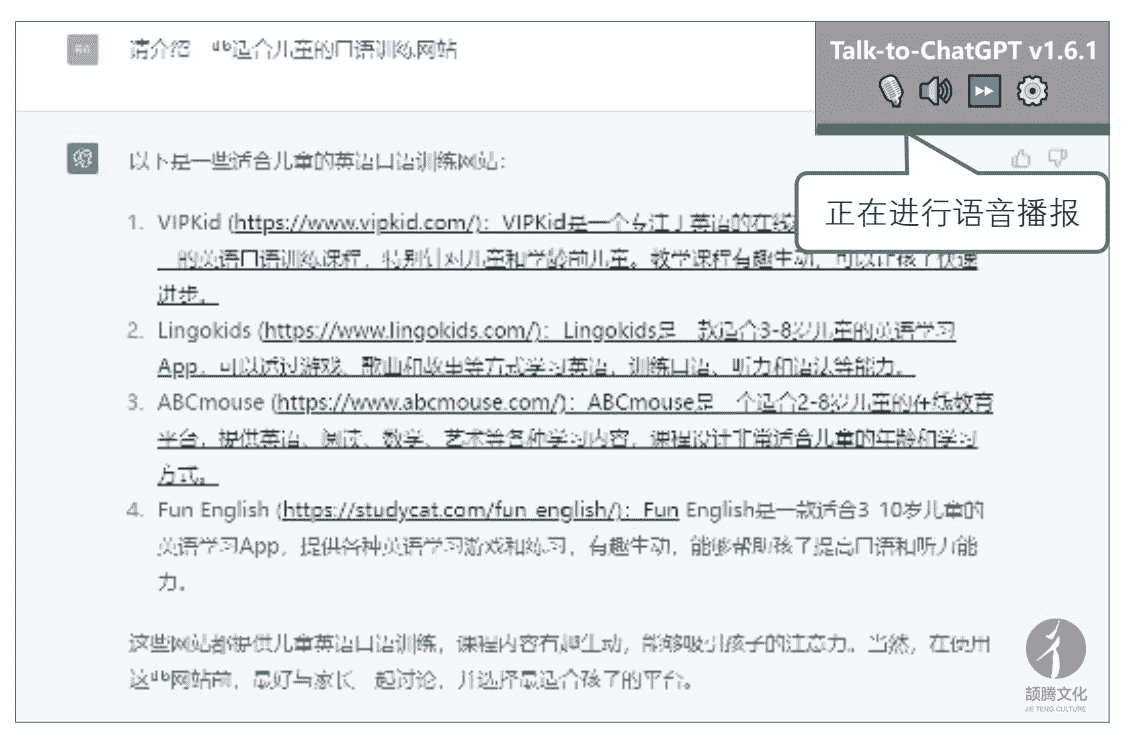 请介绍一些适合儿童的口语训练网站
Talk-to-ChatGPT v1.6.1
以下是一些适合儿童的英语口语训练网站:
正在进行语音播报
1. VIPKid (https://www.vipkid.com/): VIPKid是一个专注于英语的在线
的英语口语训练课程，特别针对儿童和学龄前儿童。教学课程有趣生动，可以让孩子快速
进步。
2. Lingokids (https://www.lingokids.com/): Lingokids是一款适合3-8岁儿童的英语学习
App，可以透过游戏、歌曲和故事等方式学习英语，训练口语、听力和语法等能力。
3. ABCmouse (https://www.abcmouse.com/): ABCmouse是一个适合2-8岁儿童的在线教育
平台，提供英语、阅读、数学、艺术等各种学习内容，课程设计非常适合儿童的年龄和学习
方式。
4. Fun English (https://studycat.com/fun english/): Fun English是一款适合3 10岁儿童的
英语学习App，提供各种英语学习游戏和练习，有趣生动，能够帮助孩子提高口语和听力能
力。
这些网站都提供儿童英语口语训练，课程内容有趣生动，能够吸引孩子的注意力。当然，在使用
这些网站前，最好与家长一起讨论，并选择最适合孩子的平台。
颉腾文化
JIE TENG CULTURE